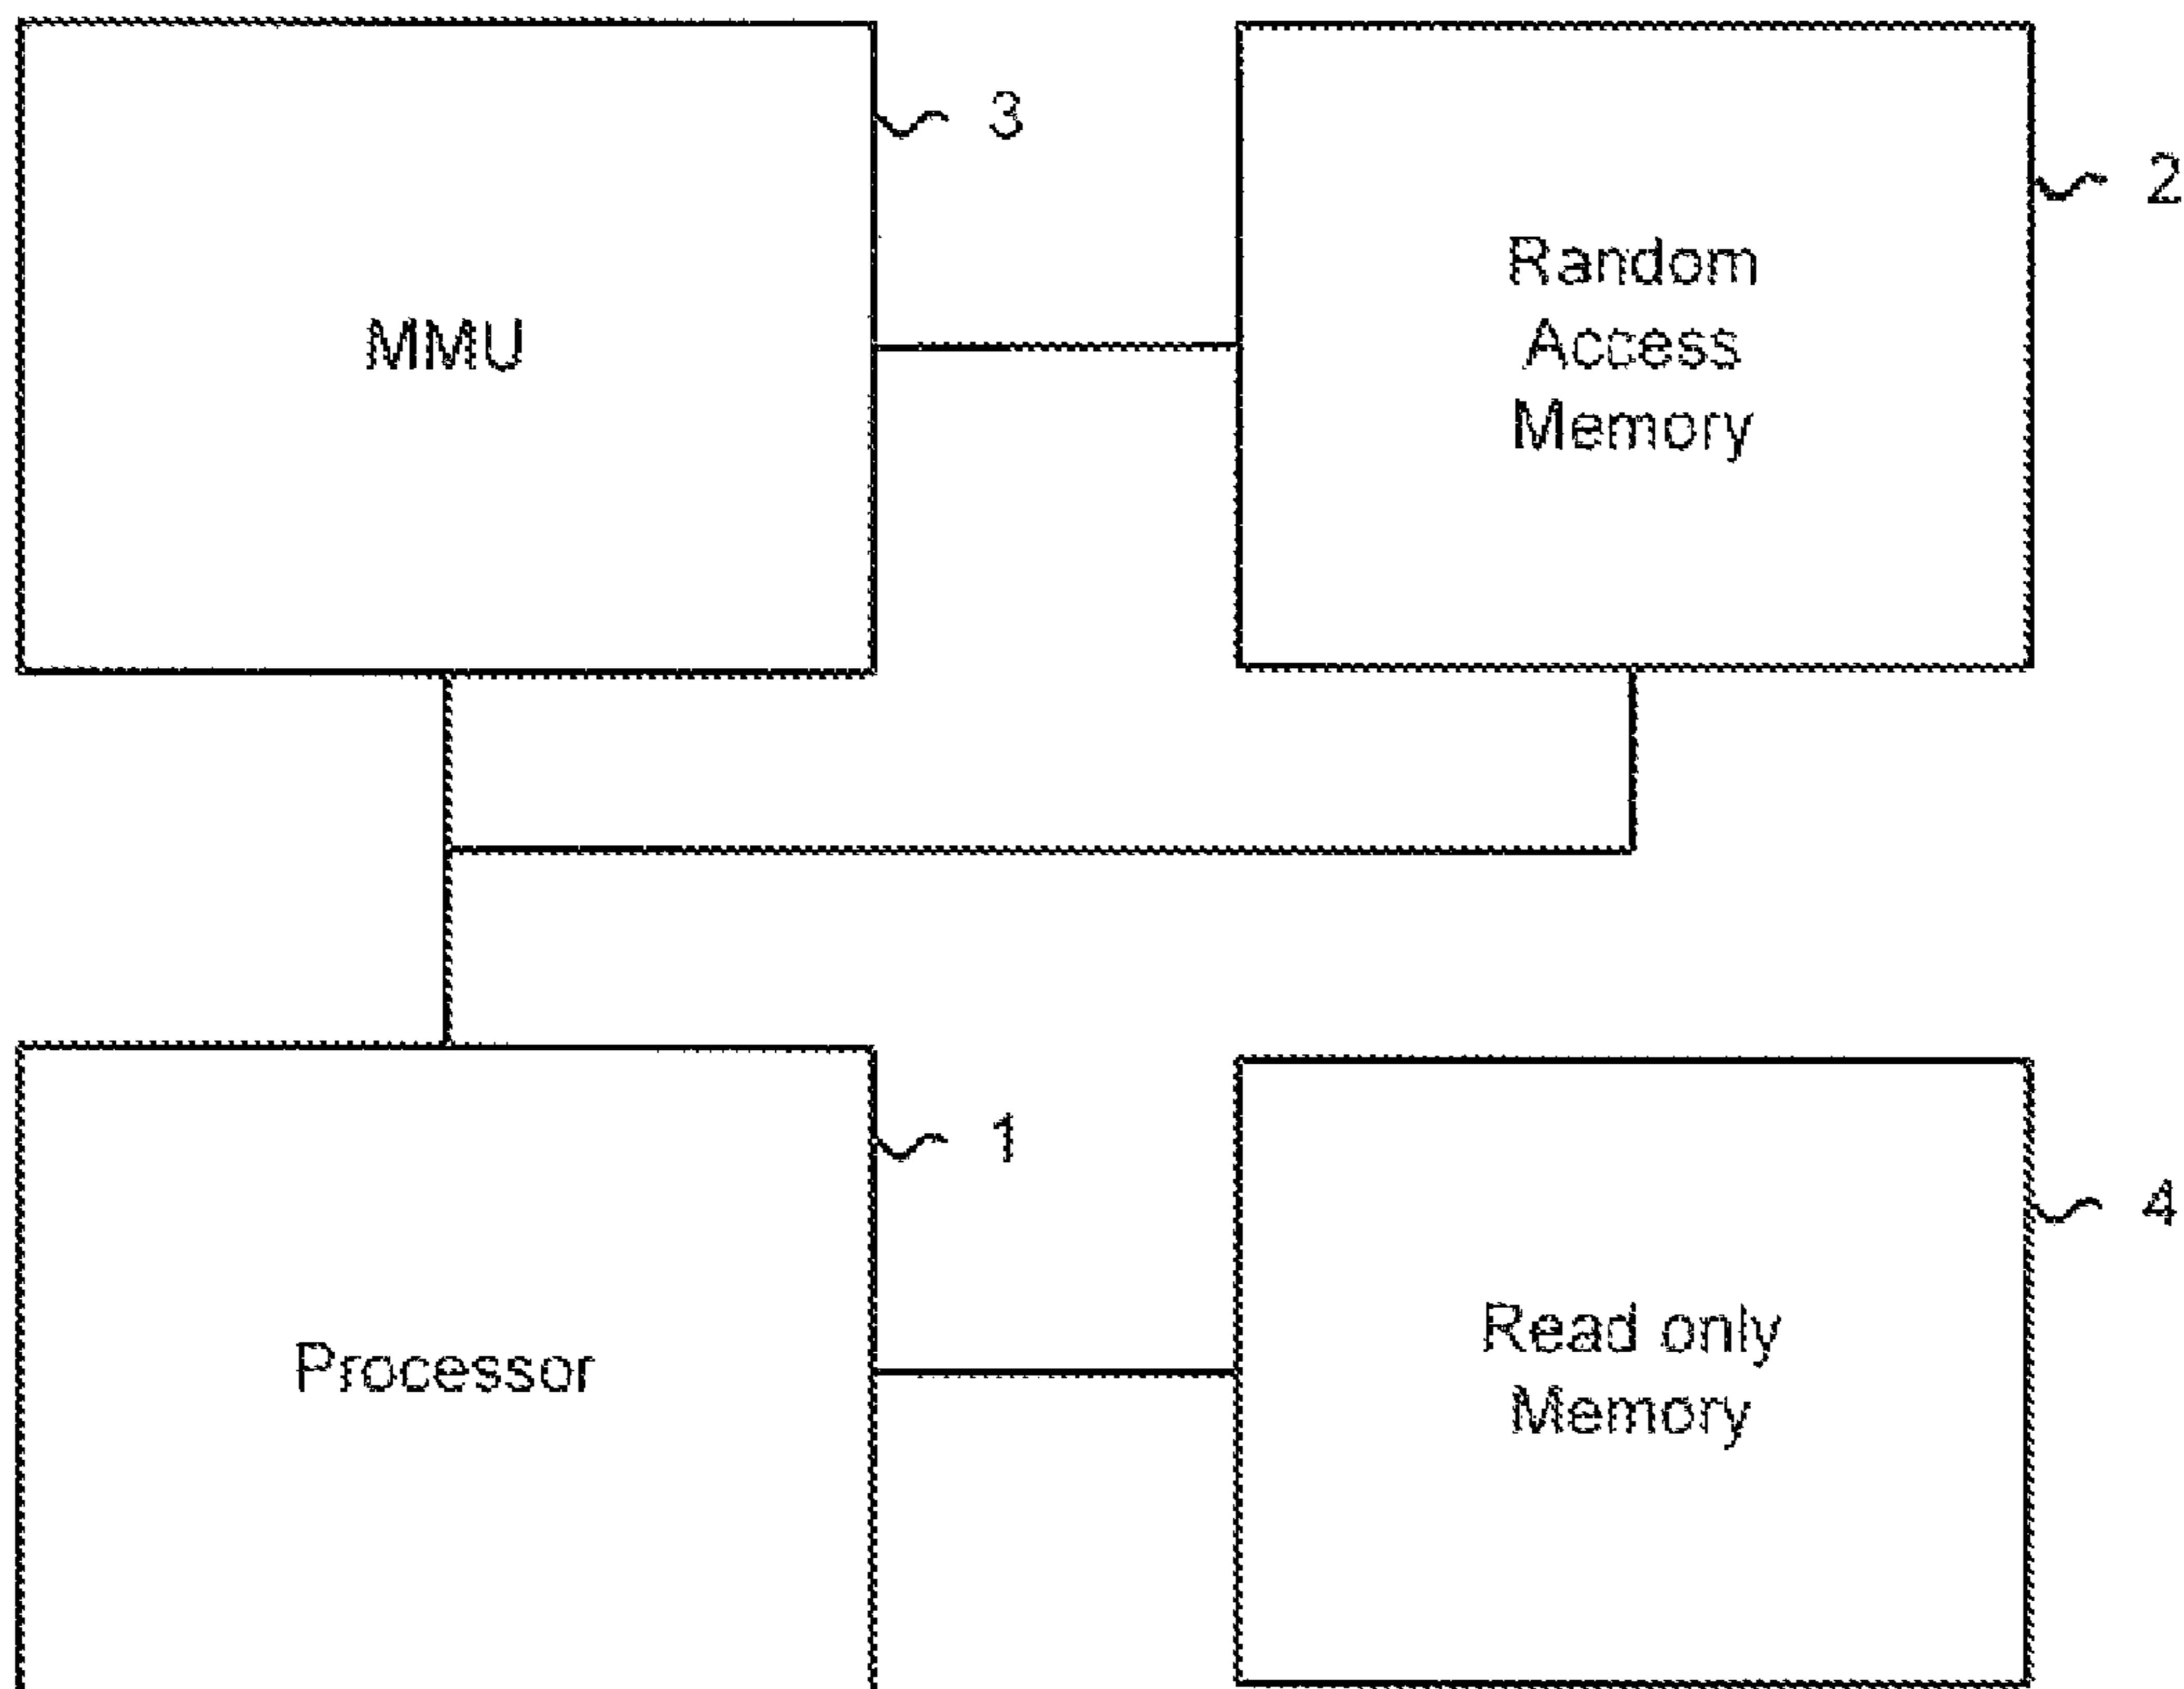 MMU
3
Random
Access
Memory
2
Processor
1
Read only
Memory
4